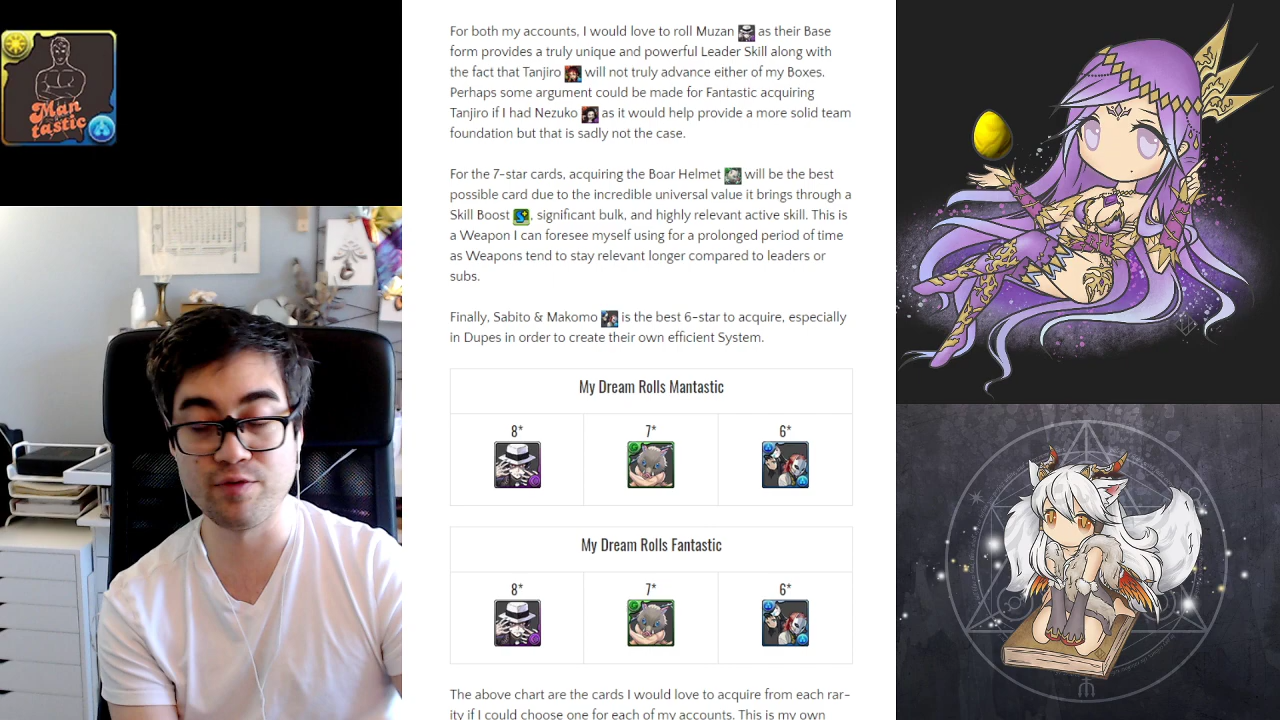 Man
tastic
For both my accounts, I would love to roll Muzan as their Base
form provides a truly unique and powerful Leader Skill along with
the fact that Tanjiro will not truly advance either of my Boxes.
Perhaps some argument could be made for Fantastic acquiring
Tanjiro if I had Nezuko as it would help provide a more solid team
foundation but that is sadly not the case.
For the 7-star cards, acquiring the Boar Helmet will be the best
possible card due to the incredible universal value it brings through a
Skill Boost , significant bulk, and highly relevant active skill. This is
a Weapon I can foresee myself using for a prolonged period of time
as Weapons tend to stay relevant longer compared to leaders or
subs.
Finally, Sabito & Makomo is the best 6-star to acquire, especially
in Dupes in order to create their own efficient System.
My Dream Rolls Mantastic
8* 7* 6*
My Dream Rolls Fantastic
8* 7* 6*
The above chart are the cards I would love to acquire from each rar-
ity if I could choose one for each of my accounts. This is my own